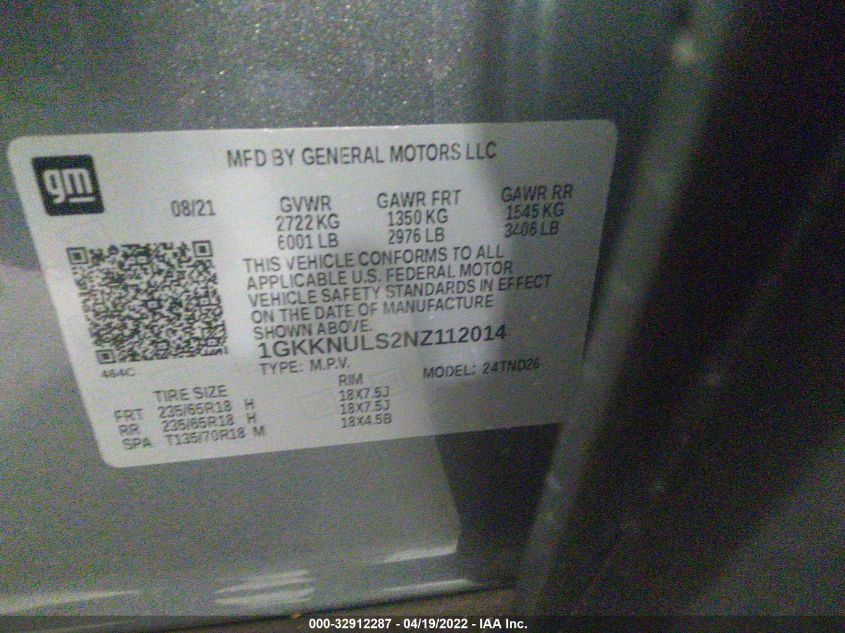 MFD BY GENERAL MOTORS LLC
gm
08/21 GVWR GAWR FRT GAWR RR
2722 KG 1350 KG 1545 KG
6001 LB 2976 LB 3406 LB
THIS VEHICLE CONFORMS TO ALL
APPLICABLE U.S. FEDERAL MOTOR
VEHICLE SAFETY STANDARDS IN EFFECT
ON THE DATE OF MANUFACTURE
SHOWN ABOVE.
1GKKNULS2NZ112014
464C TYPE: M.P.V. MODEL: 24TND26
TIRE SIZE RIM
FRT 235/65R18 H 18X7.5J
RR 235/65R18 H 18X7.5J
SPA T135/70R18 M 18X4.5B
000-32912287 - 04/19/2022 - IAA Inc.